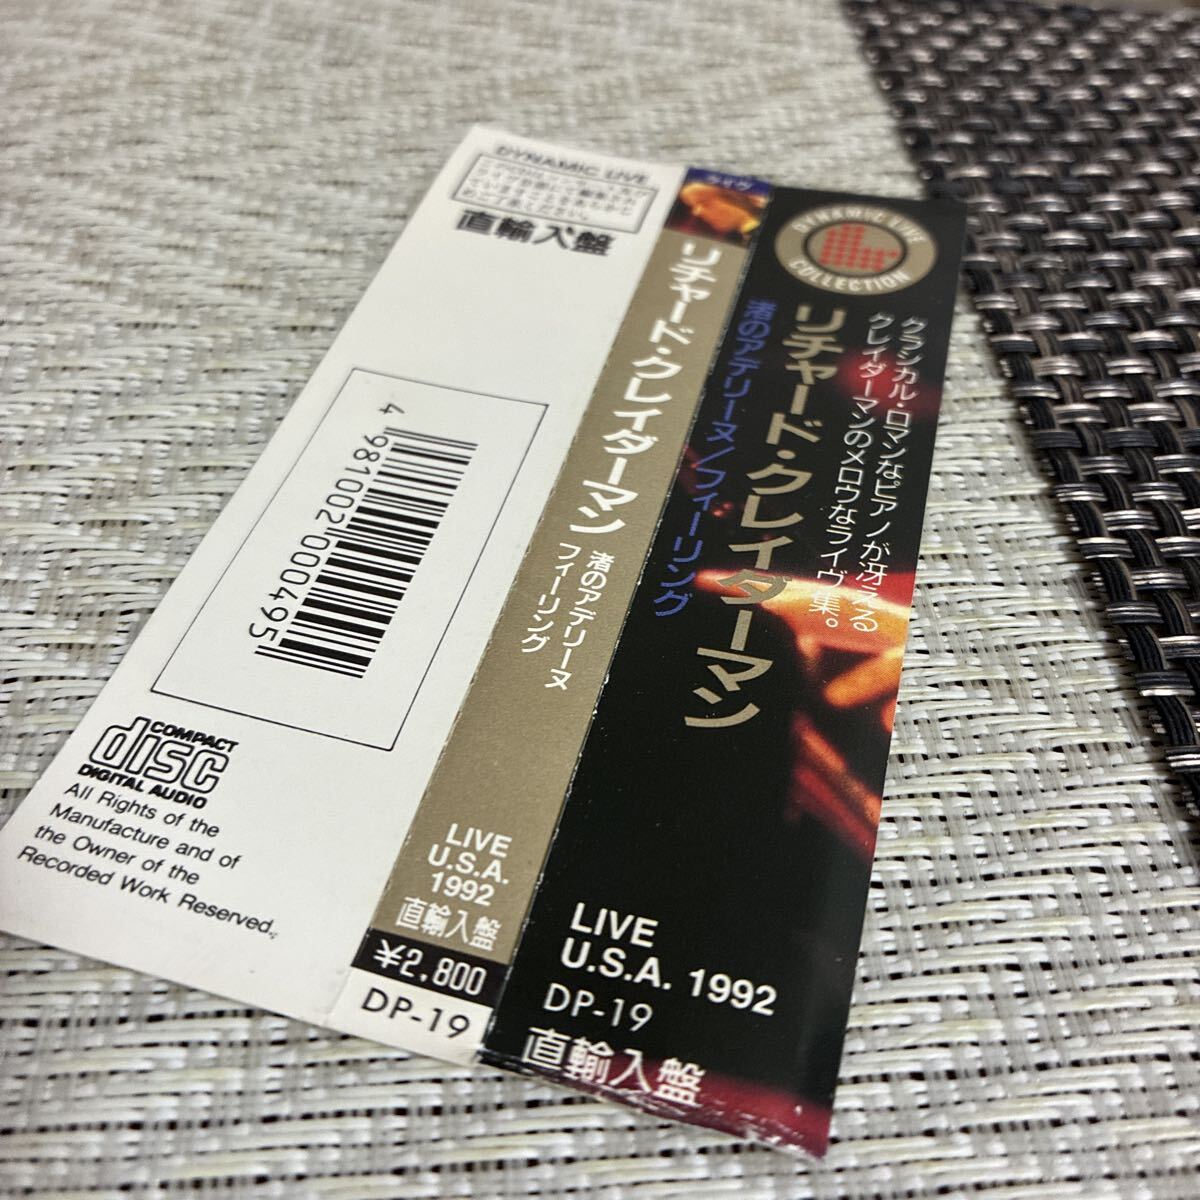 DYNAMIC LIVE
直輸入盤
4 981002 000495
COMPACT
disc
DIGITAL AUDIO
All Rights of the
Manufacture and of
the Owner of the
Recorded Work Reserved.
ライヴ
リチャード・クレイダーマン
渚のアデリーヌ
フィーリング
LIVE
U.S.A.
1992
直輸入盤
¥2,800
DP-19
DYNAMIC LIVE
COLLECTION
クラシカル・ロマンなピアノが冴える
クレイダーマンのメロウなライヴ集。
リチャード・クレイダーマン
渚のアデリーヌ/フィーリング
LIVE
U.S.A. 1992
DP-19
直輸入盤